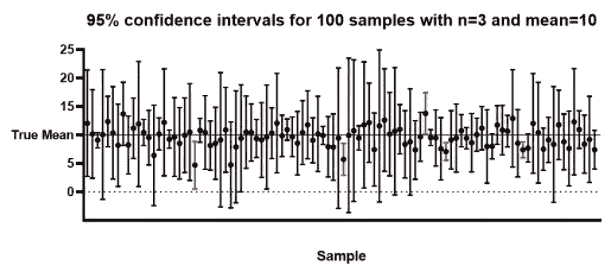 95% confidence intervals for 100 samples with n=3 and mean=10
25
20
15
True Mean
5
0
Sample